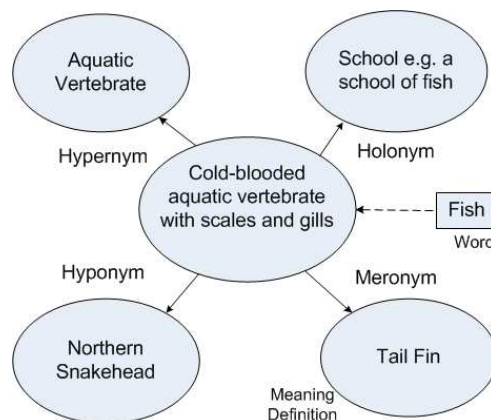 Aquatic
Vertebrate
School e.g. a
school of fish
Hypernym
Holonym
Cold-blooded
aquatic vertebrate
with scales and gills
Fish
Word
Hyponym
Meronym
Northern
Snakehead
Tail Fin
Meaning
Definition